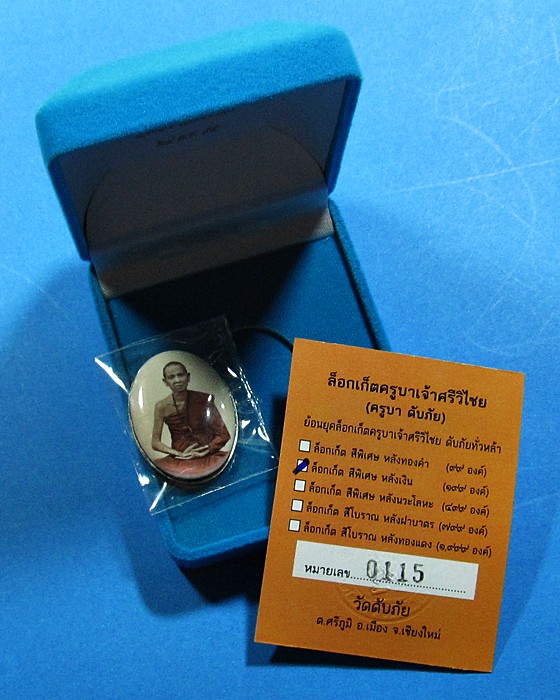 ล็อกเก็ตครูบาเจ้าศรีวิไชย
(ครูบา ดับภัย)
ย้อนยุคล็อกเก็ตครูบาเจ้าศรีวิไชย ดับภัยทั่วหล้า
ล็อกเก็ต สีพิเศษ หลังทองคำ (๙๙ องค์)
ล็อกเก็ต สีพิเศษ หลังเงิน (๑๙๙ องค์)
ล็อกเก็ต สีพิเศษ หลังนวะโลหะ (๔๙๙ องค์)
ล็อกเก็ต สีโบราณ หลังฝาบาตร (๗๙๙ องค์)
ล็อกเก็ต สีโบราณ หลังทองแดง (๑,๙๙๙ องค์)
หมายเลข 0115
วัดดับภัย
ต.ศรีภูมิ อ.เมือง จ.เชียงใหม่